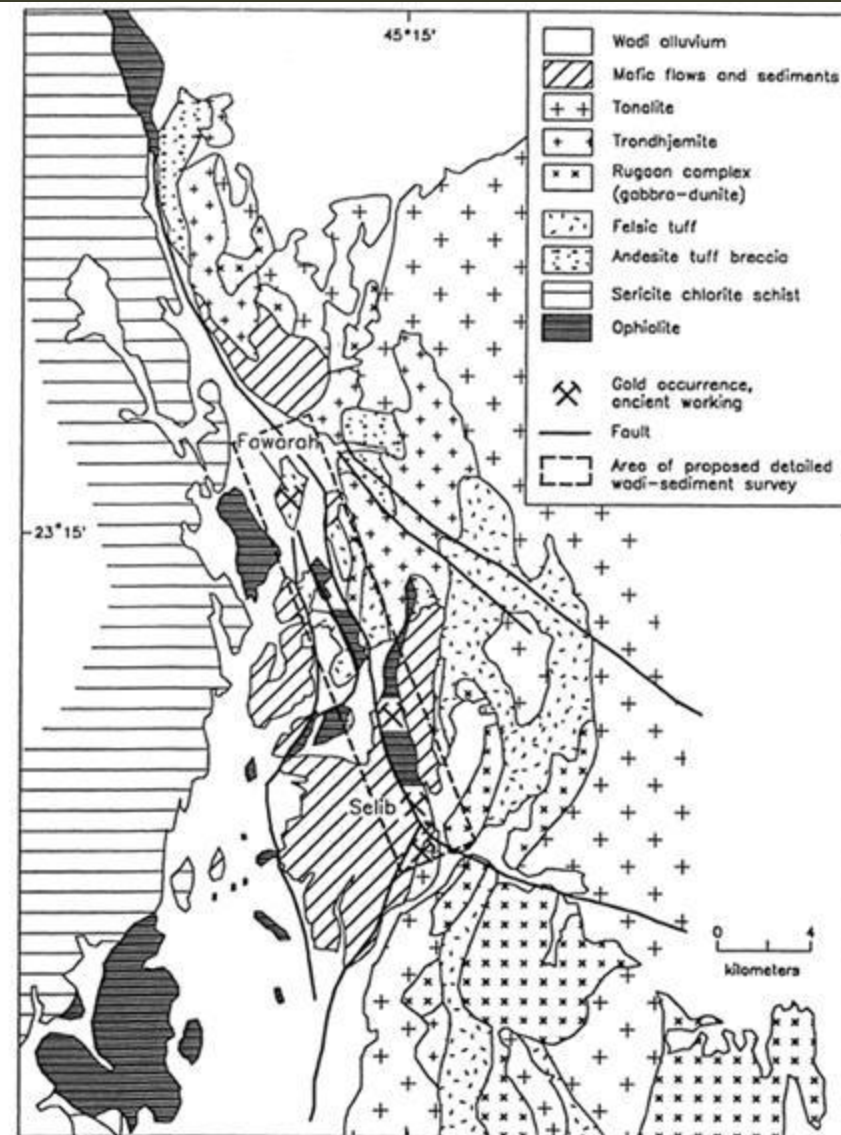 45°15'
Wadi alluvium
Mafic flows and sediments
Tonalite
Trondhjemite
Rugaan complex
(gabbro-dunite)
Felsic tuff
Andesite tuff breccia
Sericite chlorite schist
Ophiolite
Gold occurrence,
ancient working
Fault
Area of proposed detailed
wadi-sediment survey
Fawarah
23°15'
Selib
0 4
kilometers